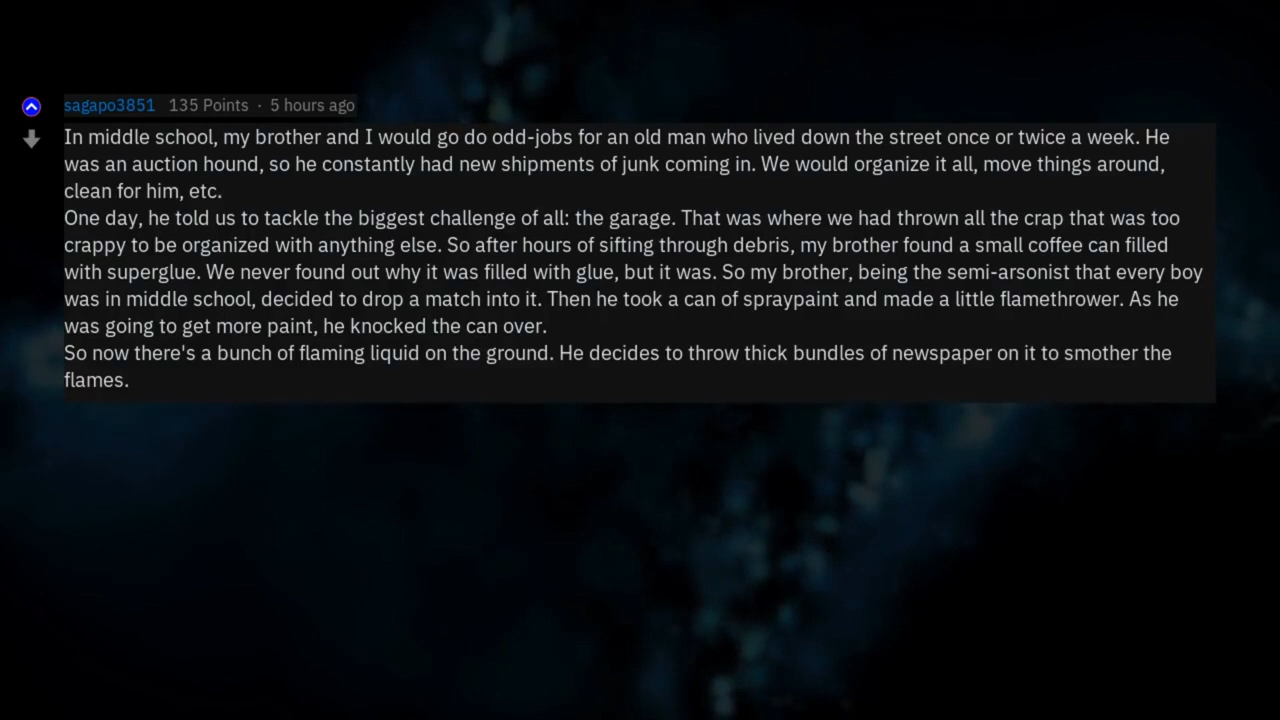 sagapo3851 135 Points · 5 hours ago
In middle school, my brother and I would go do odd-jobs for an old man who lived down the street once or twice a week. He
was an auction hound, so he constantly had new shipments of junk coming in. We would organize it all, move things around,
clean for him, etc.
One day, he told us to tackle the biggest challenge of all: the garage. That was where we had thrown all the crap that was too
crappy to be organized with anything else. So after hours of sifting through debris, my brother found a small coffee can filled
with superglue. We never found out why it was filled with glue, but it was. So my brother, being the semi-arsonist that every boy
was in middle school, decided to drop a match into it. Then he took a can of spraypaint and made a little flamethrower. As he
was going to get more paint, he knocked the can over.
So now there's a bunch of flaming liquid on the ground. He decides to throw thick bundles of newspaper on it to smother the
flames.